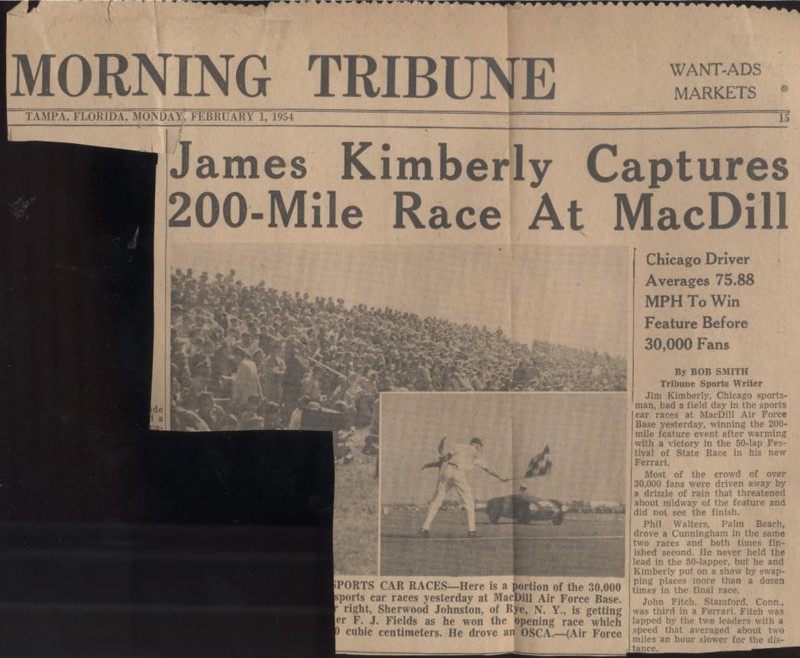 MORNING TRIBUNE
WANT-ADS
MARKETS
TAMPA, FLORIDA, MONDAY, FEBRUARY 1, 1954
15
James Kimberly Captures
200-Mile Race At MacDill
Chicago Driver
Averages 75.88
MPH To Win
Feature Before
30,000 Fans
By BOB SMITH
Tribune Sports Writer
Jim Kimberly, Chicago sports-
man, had a field day in the sports
car races at MacDill Air Force
Base yesterday, winning the 200-
mile feature event after warming
with a victory in the 50-lap Fes-
tival of State Race in his new
Ferrari.
Most of the crowd of over
30,000 fans were driven away by
a drizzle of rain that threatened
about midway of the feature and
did not see the finish.
Phil Walters, Palm Beach,
drove a Cunningham in the same
two races and both times fin-
ished second. He never held the
lead in the 50-lapper, but he and
Kimberly put on a show by swap-
ping places more than a dozen
times in the final race.
John Fitch, Stamford, Conn.,
was third in a Ferrari. Fitch was
lapped by the two leaders with a
speed that averaged about two
miles an hour slower for the dis-
tance.
SPORTS CAR RACES—Here is a portion of the 30,000
sports car races yesterday at MacDill Air Force Base.
r right, Sherwood Johnston, of Rye, N. Y., is getting
er F. J. Fields as he won the opening race which
0 cubic centimeters. He drove an OSCA.—(Air Force